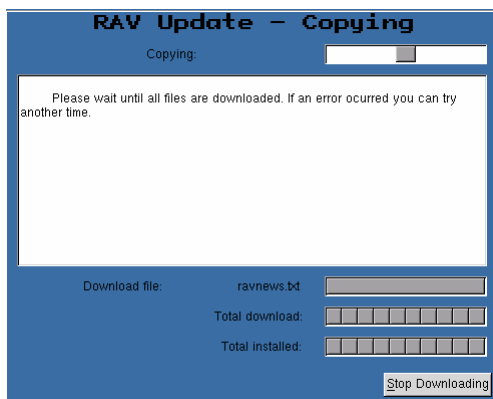 RAV Update - Copying
Copying:
Please wait until all files are downloaded. If an error ocurred you can try
another time.
Download file: ravnews.txt
Total download:
Total installed:
Stop Downloading